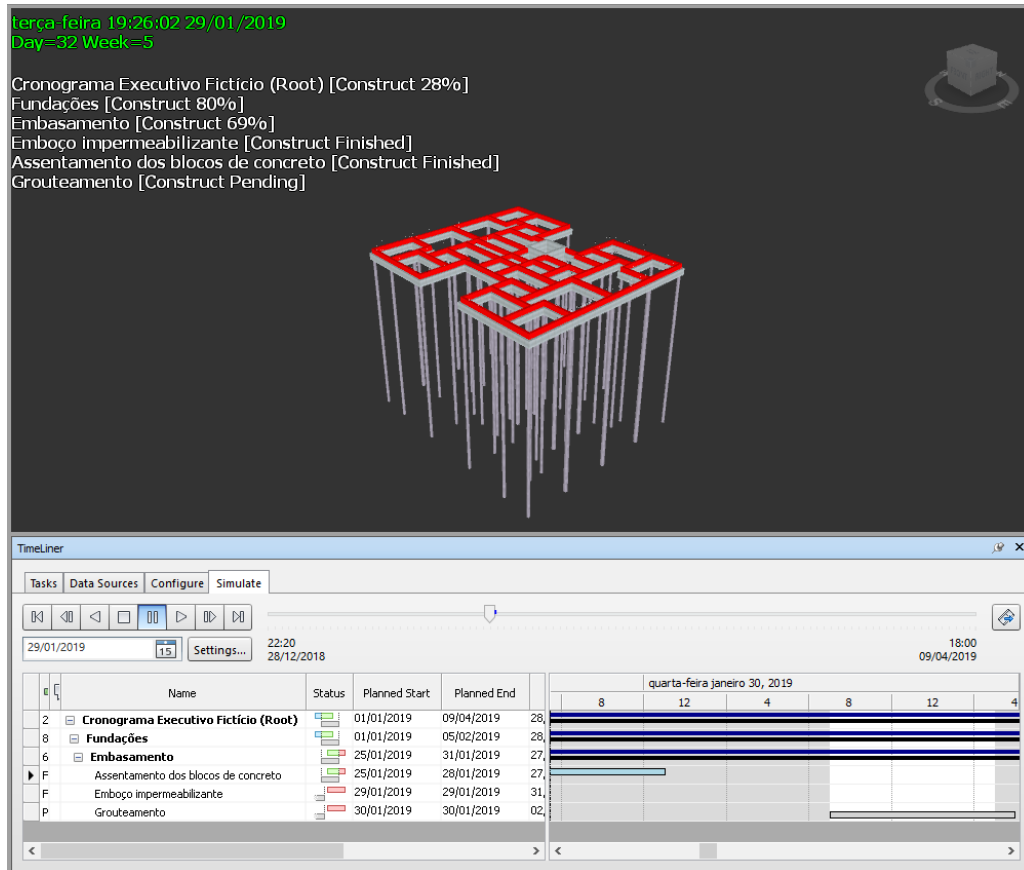 terça-feira 19:26:02 29/01/2019
Day=32 Week=5
Cronograma Executivo Fictício (Root) [Construct 28%]
Fundações [Construct 80%]
Embasamento [Construct 69%]
Emboço impermeabilizante [Construct Finished]
Assentamento dos blocos de concreto [Construct Finished]
Grouteamento [Construct Pending]
S
E
TimeLiner
Tasks Data Sources Configure Simulate
29/01/2019 15 Settings...
22:20 18:00
28/12/2018 09/04/2019
Name Status Planned Start Planned End quarta-feira janeiro 30, 2019
8 12 4 8 12 4
2 Cronograma Executivo Fictício (Root) 01/01/2019 09/04/2019 28,
8 Fundações 01/01/2019 05/02/2019 28,
6 Embasamento 25/01/2019 31/01/2019 27,
F Assentamento dos blocos de concreto 25/01/2019 28/01/2019 27,
F Emboço impermeabilizante 29/01/2019 29/01/2019 31,
P Grouteamento 30/01/2019 30/01/2019 02,